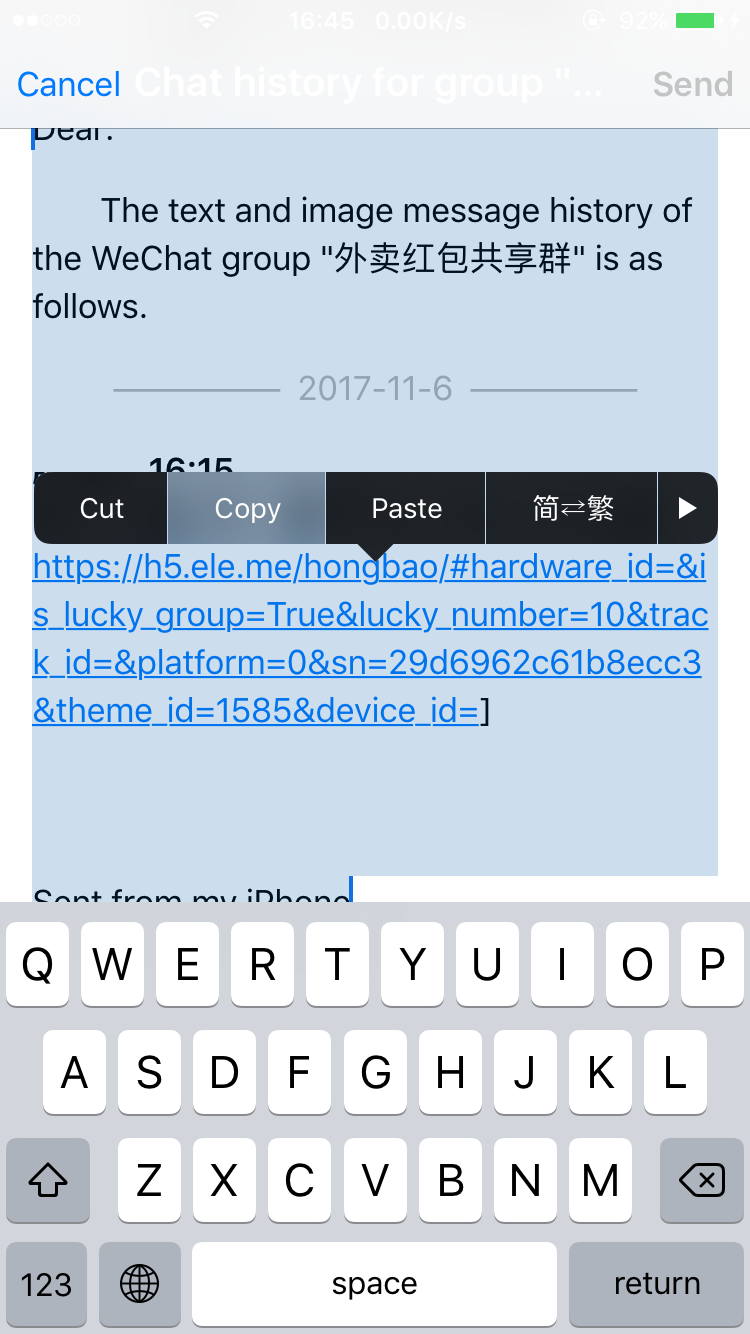 16:45 0.00K/s 92%
Cancel Chat history for group "... Send
Dear:
The text and image message history of
the WeChat group "外卖红包共享群" is as
follows.
2017-11-6
16:15
Cut Copy Paste 简⇄繁 ▶
https://h5.ele.me/hongbao/#hardware_id=&i
s_lucky_group=True&lucky_number=10&trac
k_id=&platform=0&sn=29d6962c61b8ecc3
&theme_id=1585&device_id=]
Sent from my iPhone
Q W E R T Y U I O P
A S D F G H J K L
Z X C V B N M
123 space return